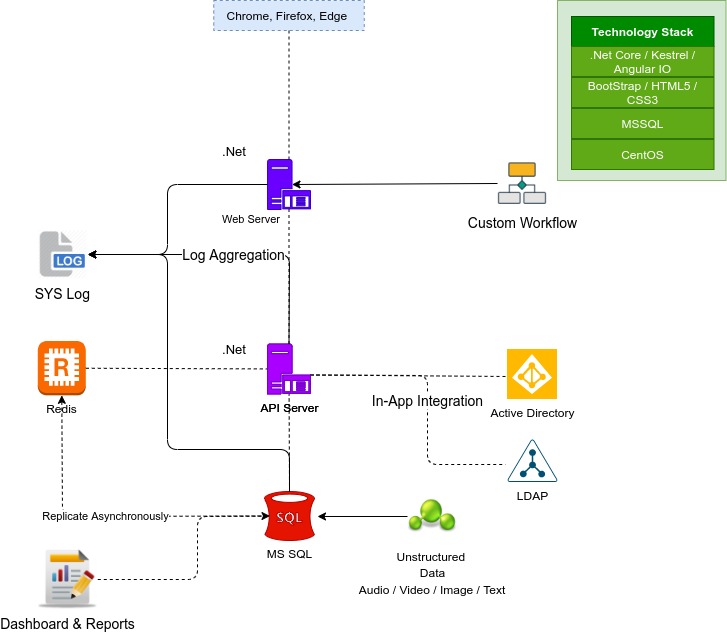 Chrome, Firefox, Edge
Technology Stack
.Net Core / Kestrel /
Angular IO
BootStrap / HTML5 /
CSS3
MSSQL
CentOS
.Net
Web Server
Custom Workflow
LOG
SYS Log
Log Aggregation
.Net
R
Redis
API Server
In-App Integration
Active Directory
LDAP
Replicate Asynchronously
SQL
MS SQL
Unstructured
Data
Audio / Video / Image / Text
Dashboard & Reports